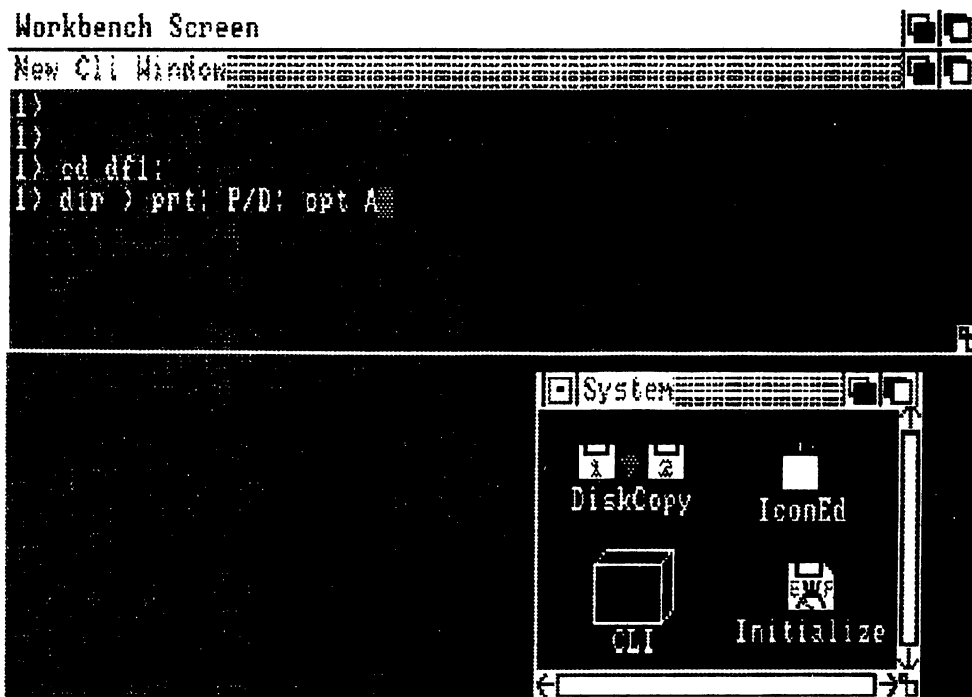 Workbench Screen
New Cli Window
1>
1>
1> cd df1:
1> dir > prt: P/D: opt A
System
DiskCopy
IconEd
CLI
Initialize